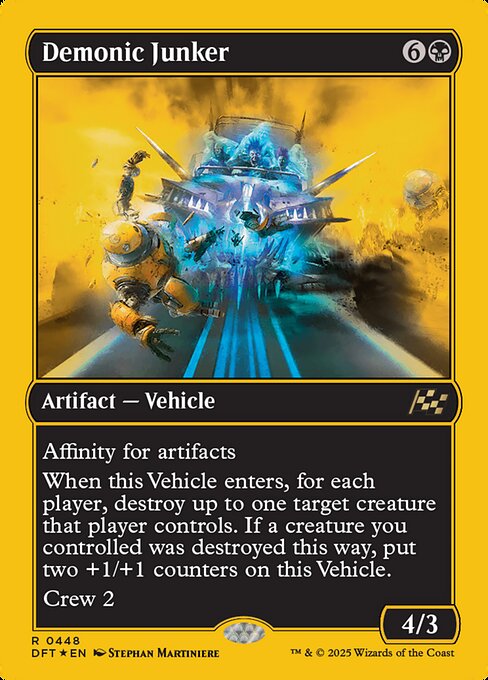 Demonic Junker 6
Artifact — Vehicle
Affinity for artifacts
When this Vehicle enters, for each
player, destroy up to one target creature
that player controls. If a creature you
controlled was destroyed this way, put
two +1/+1 counters on this Vehicle.
Crew 2
4/3
R 0448
DFT★EN Stephan Martiniere
™ & © 2025 Wizards of the Coast